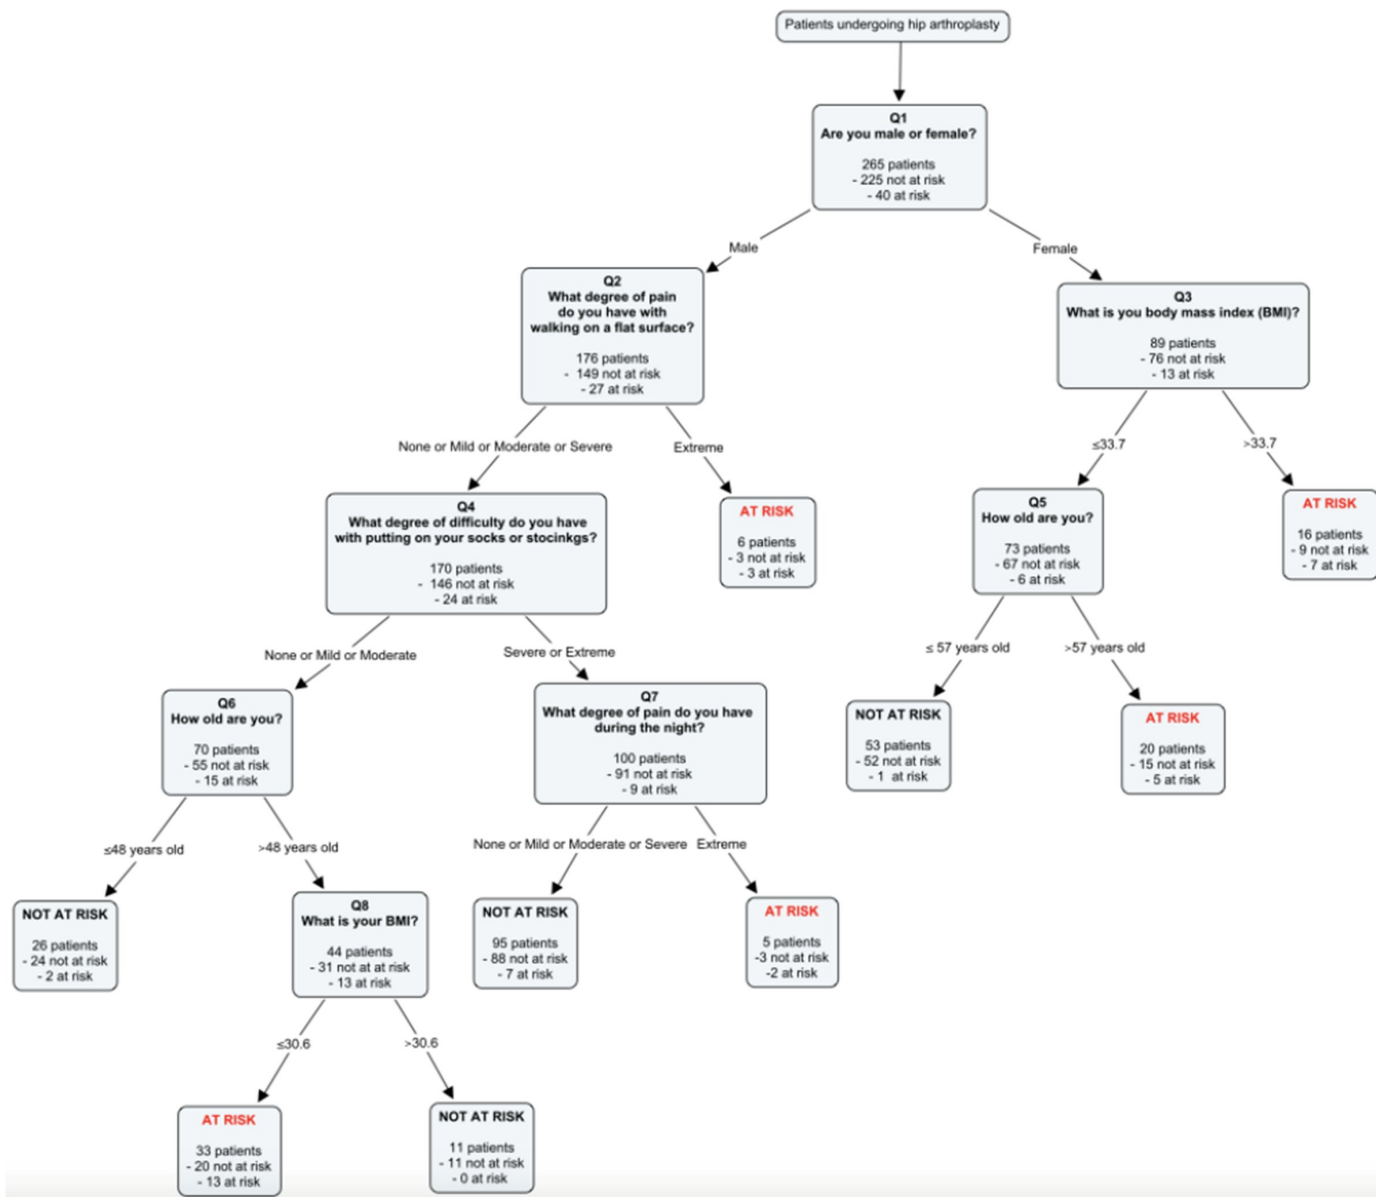 Patients undergoing hip arthroplasty
Q1
Are you male or female?
265 patients
- 225 not at risk
- 40 at risk
Male
Female
Q2
What degree of pain
do you have with
walking on a flat surface?
176 patients
- 149 not at risk
- 27 at risk
Q3
What is you body mass index (BMI)?
89 patients
- 76 not at risk
- 13 at risk
None or Mild or Moderate or Severe
Extreme
≤33.7
>33.7
Q4
What degree of difficulty do you have
with putting on your socks or stocinkgs?
170 patients
- 146 not at risk
- 24 at risk
AT RISK
6 patients
- 3 not at risk
- 3 at risk
Q5
How old are you?
73 patients
- 67 not at risk
- 6 at risk
AT RISK
16 patients
- 9 not at risk
- 7 at risk
None or Mild or Moderate
Severe or Extreme
≤ 57 years old
>57 years old
Q6
How old are you?
70 patients
- 55 not at risk
- 15 at risk
Q7
What degree of pain do you have
during the night?
100 patients
- 91 not at risk
- 9 at risk
NOT AT RISK
53 patients
- 52 not at risk
- 1 at risk
AT RISK
20 patients
- 15 not at risk
- 5 at risk
≤48 years old
>48 years old
None or Mild or Moderate or Severe
Extreme
NOT AT RISK
26 patients
- 24 not at risk
- 2 at risk
Q8
What is your BMI?
44 patients
- 31 not at at risk
- 13 at risk
NOT AT RISK
95 patients
- 88 not at risk
- 7 at risk
AT RISK
5 patients
-3 not at risk
-2 at risk
≤30.6
>30.6
AT RISK
33 patients
- 20 not at risk
- 13 at risk
NOT AT RISK
11 patients
- 11 not at risk
- 0 at risk